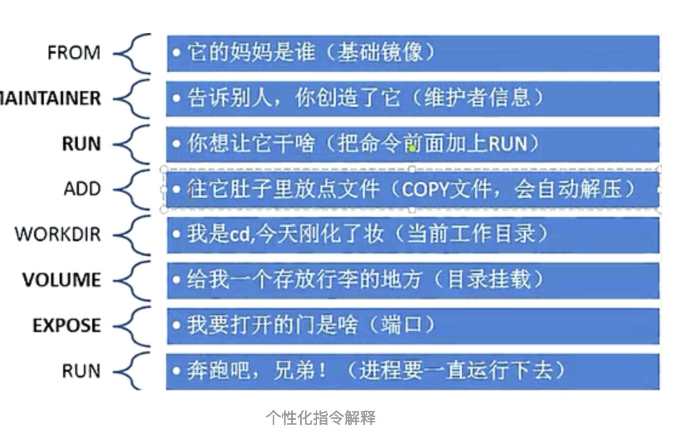 FROM
• 它的妈妈是谁（基础镜像）
MAINTAINER
• 告诉别人，你创造了它（维护者信息）
RUN
• 你想让它干啥（把命令前面加上RUN）
ADD
• 往它肚子里放点文件（COPY文件，会自动解压）
WORKDIR
• 我是cd,今天刚化了妆（当前工作目录）
VOLUME
• 给我一个存放行李的地方（目录挂载）
EXPOSE
• 我要打开的门是啥（端口）
RUN
• 奔跑吧，兄弟！（进程要一直运行下去）
个性化指令解释